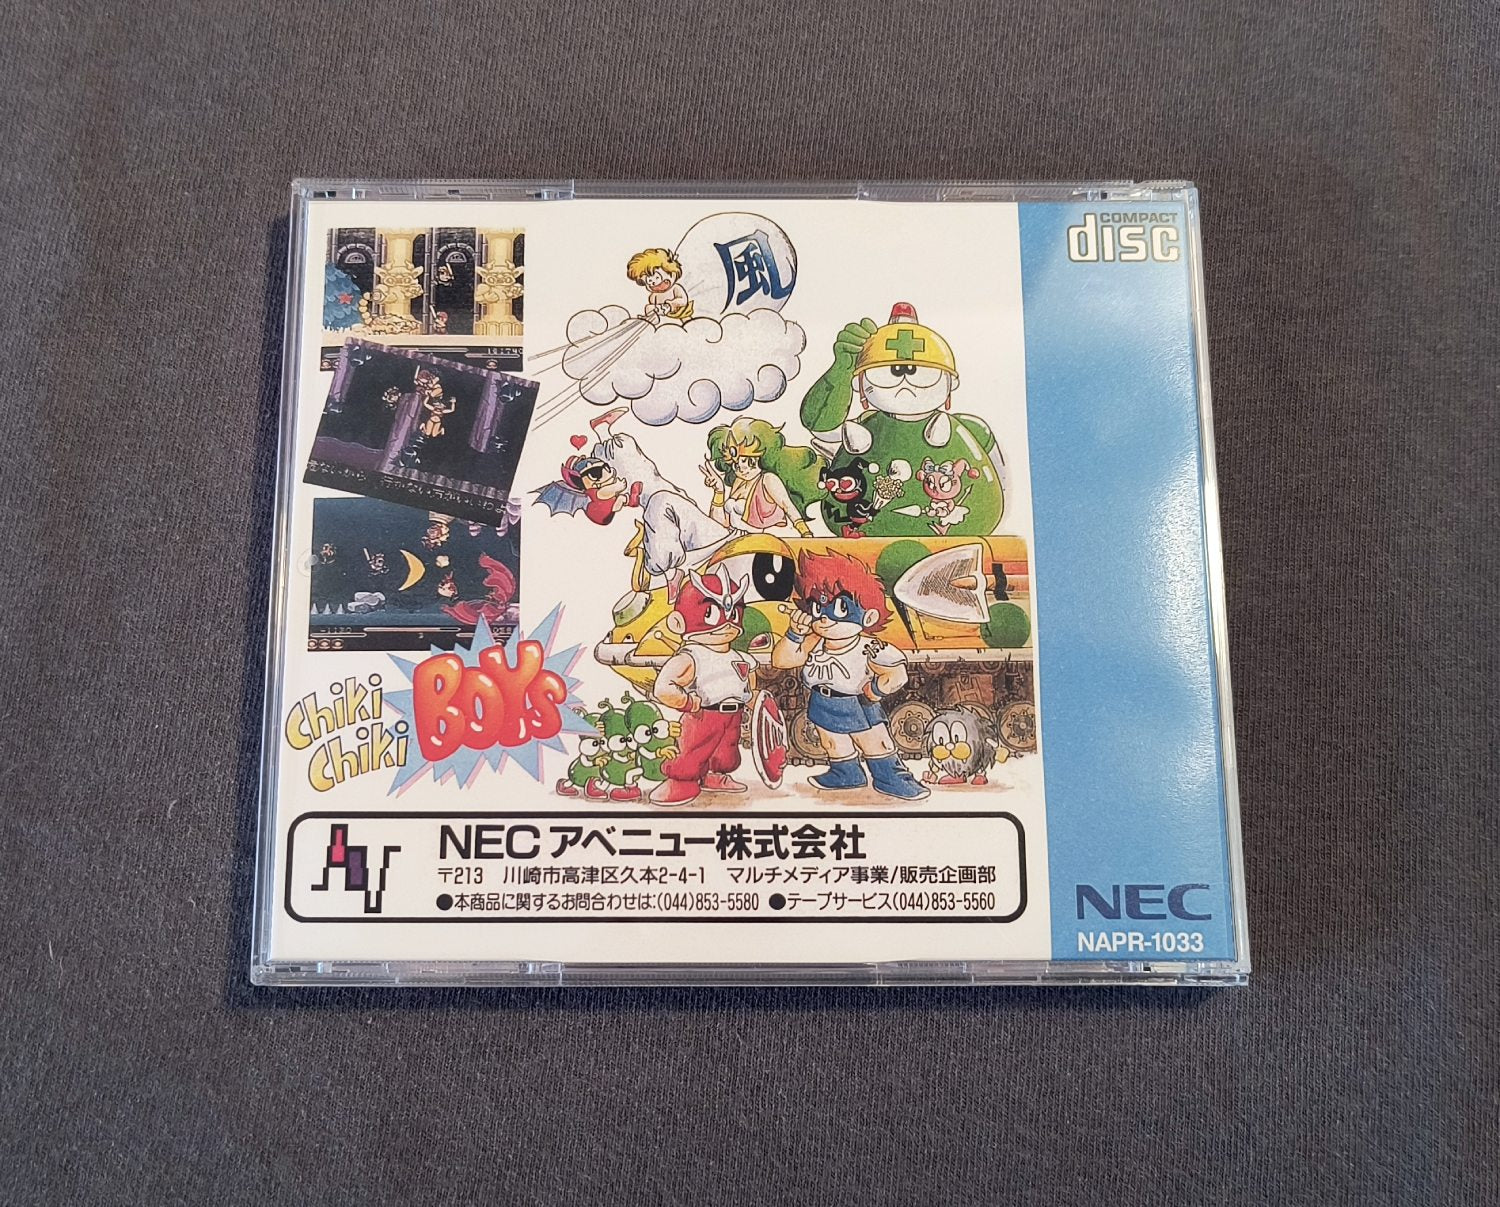 COMPACT
disc
風
Chiki
Chiki
BOYS
NECアベニュー株式会社
〒213 川崎市高津区久本2-4-1 マルチメディア事業/販売企画部
●本商品に関するお問合わせは:(044)853-5580 ●テープサービス(044)853-5560
NEC
NAPR-1033